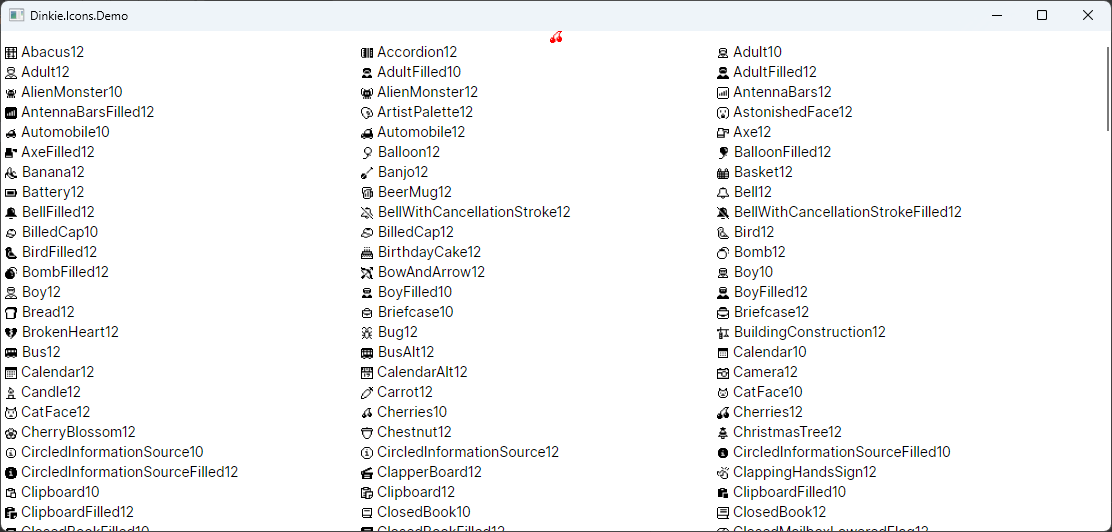 Dinkie.Icons.Demo
Abacus12 Accordion12 Adult10
Adult12 AdultFilled10 AdultFilled12
AlienMonster10 AlienMonster12 AntennaBars12
AntennaBarsFilled12 ArtistPalette12 AstonishedFace12
Automobile10 Automobile12 Axe12
AxeFilled12 Balloon12 BalloonFilled12
Banana12 Banjo12 Basket12
Battery12 BeerMug12 Bell12
BellFilled12 BellWithCancellationStroke12 BellWithCancellationStrokeFilled12
BilledCap10 BilledCap12 Bird12
BirdFilled12 BirthdayCake12 Bomb12
BombFilled12 BowAndArrow12 Boy10
Boy12 BoyFilled10 BoyFilled12
Bread12 Briefcase10 Briefcase12
BrokenHeart12 Bug12 BuildingConstruction12
Bus12 BusAlt12 Calendar10
Calendar12 CalendarAlt12 Camera12
Candle12 Carrot12 CatFace10
CatFace12 Cherries10 Cherries12
CherryBlossom12 Chestnut12 ChristmasTree12
CircledInformationSource10 CircledInformationSource12 CircledInformationSourceFilled10
CircledInformationSourceFilled12 ClapperBoard12 ClappingHandsSign12
Clipboard10 Clipboard12 ClipboardFilled10
ClipboardFilled12 ClosedBook10 ClosedBook12
ClosedBookFilled10 ClosedBookFilled12 ClosedMailboxLoweredFlag12